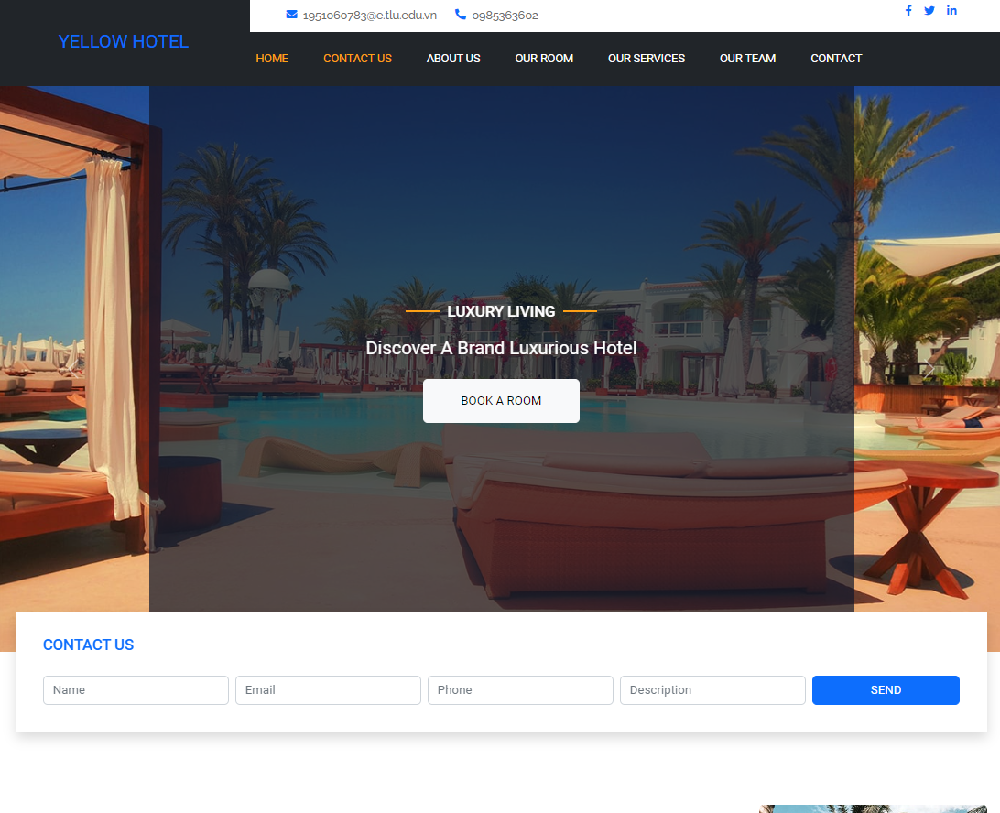 YELLOW HOTEL
1951060783@e.tlu.edu.vn 0985363602
HOME CONTACT US ABOUT US OUR ROOM OUR SERVICES OUR TEAM CONTACT
LUXURY LIVING
Discover A Brand Luxurious Hotel
BOOK A ROOM
CONTACT US
Name Email Phone Description SEND